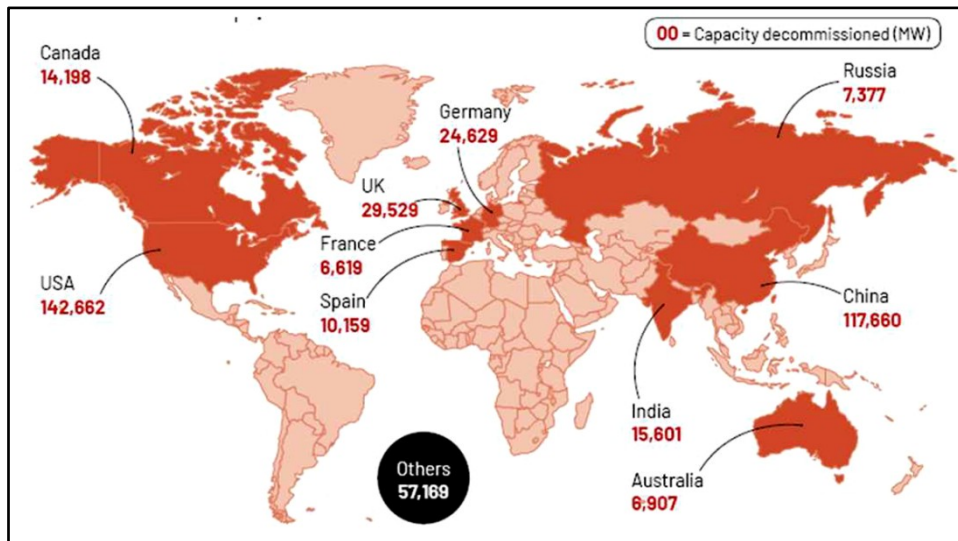 00 = Capacity decommissioned (MW)
Canada
14,198
Russia
7,377
Germany
24,629
UK
29,529
France
6,619
USA
142,662
Spain
10,159
China
117,660
India
15,601
Australia
6,907
Others
57,169